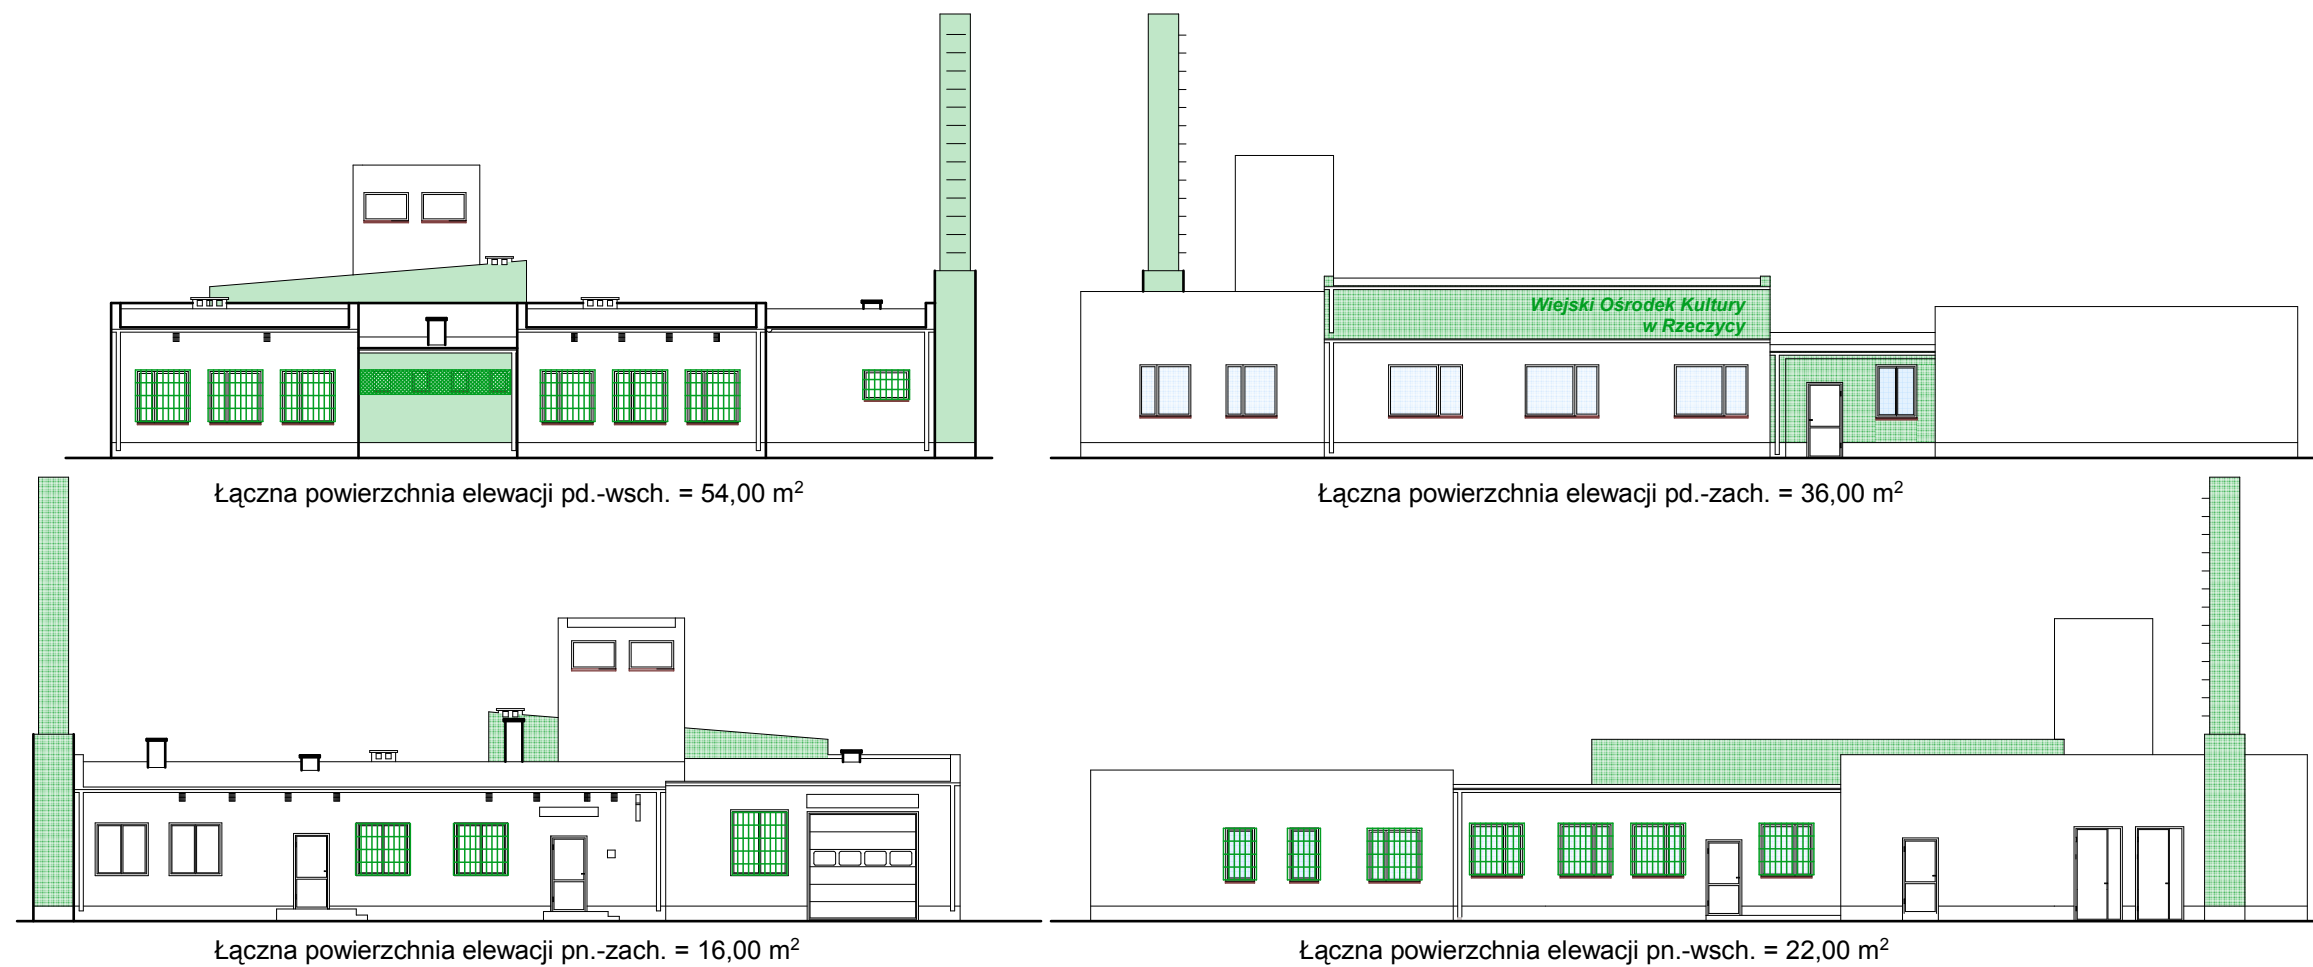 Wiejski Ośrodek Kultury
w Rzeczycy
Łączna powierzchnia elewacji pd.-wsch. = 54,00 m²
Łączna powierzchnia elewacji pd.-zach. = 36,00 m²
Łączna powierzchnia elewacji pn.-zach. = 16,00 m²
Łączna powierzchnia elewacji pn.-wsch. = 22,00 m²